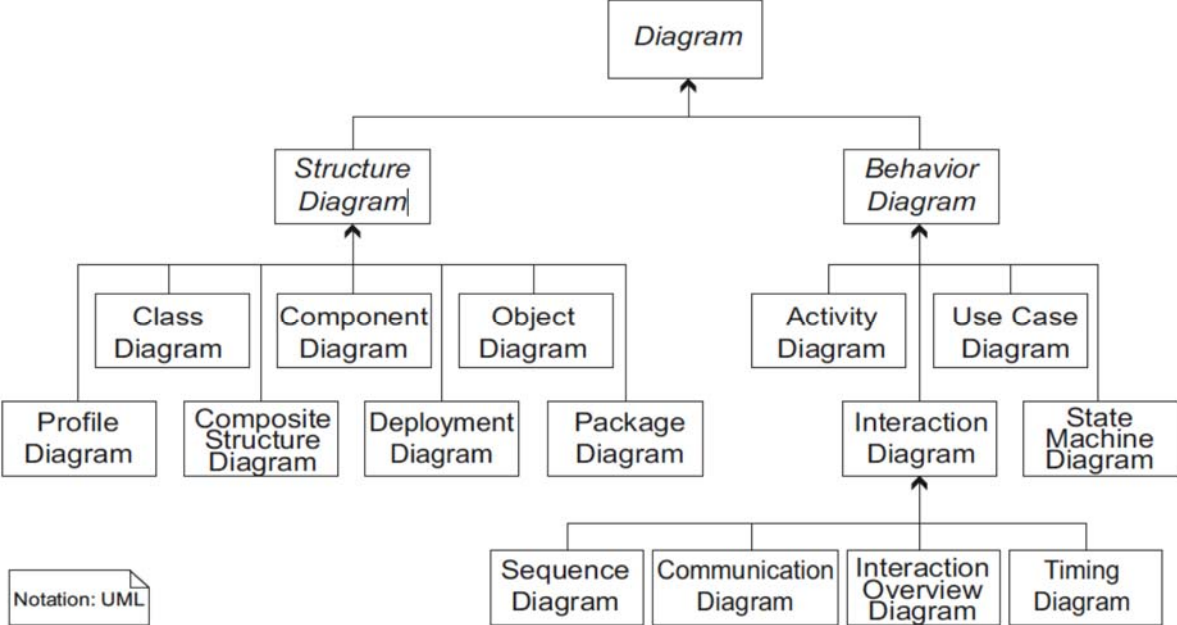 Diagram
Structure
Diagram
Behavior
Diagram
Class
Diagram
Component
Diagram
Object
Diagram
Activity
Diagram
Use Case
Diagram
Profile
Diagram
Composite
Structure
Diagram
Deployment
Diagram
Package
Diagram
Interaction
Diagram
State
Machine
Diagram
Sequence
Diagram
Communication
Diagram
Interaction
Overview
Diagram
Timing
Diagram
Notation: UML